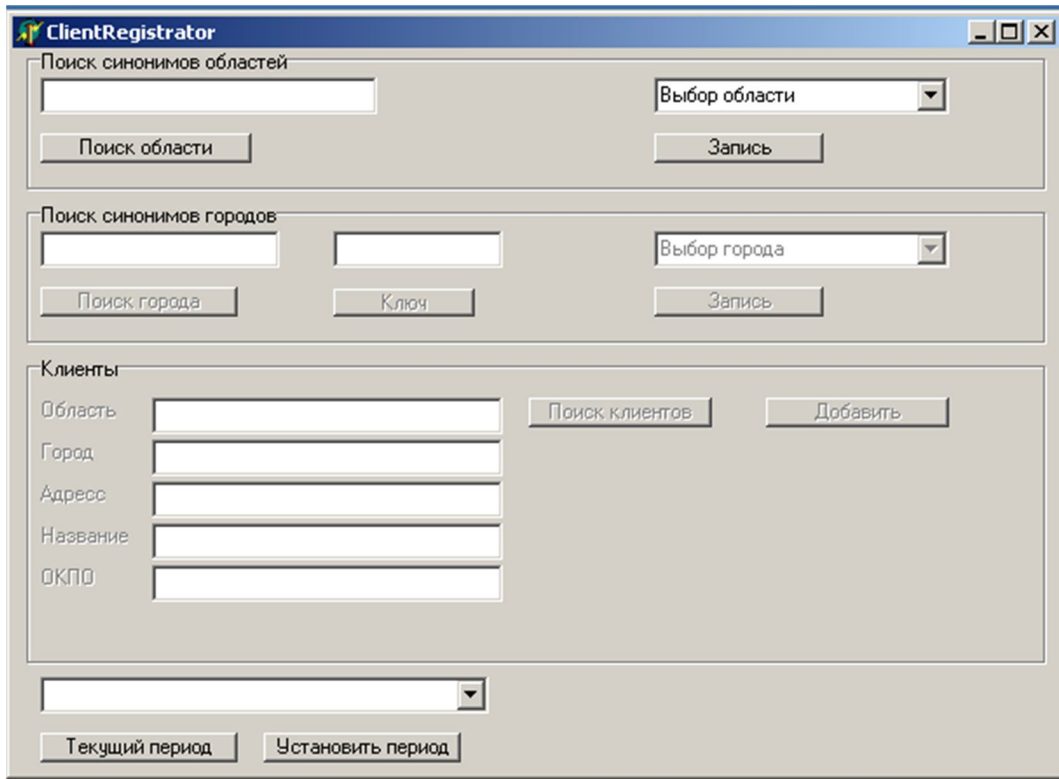 ClientRegistrator
Поиск синонимов областей
Выбор области
Поиск области
Запись
Поиск синонимов городов
Выбор города
Поиск города
Ключ
Запись
Клиенты
Область
Поиск клиентов
Добавить
Город
Адресс
Название
ОКПО
Текущий период
Установить период